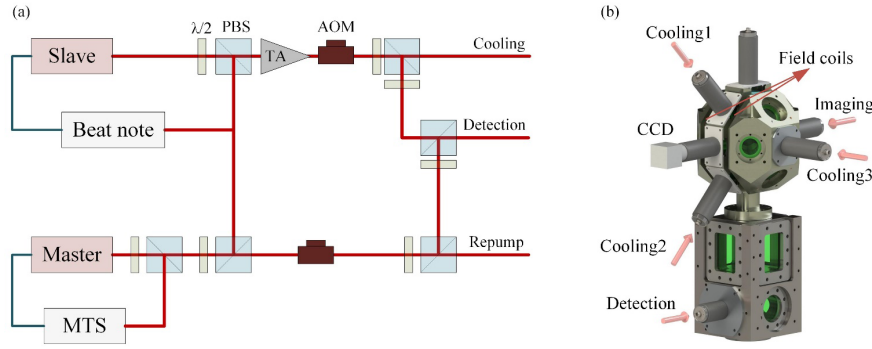 (a)
λ/2
PBS
AOM
Slave
TA
Cooling
Beat note
Detection
Master
Repump
MTS
(b)
Cooling1
Field coils
Imaging
CCD
Cooling3
Cooling2
Detection